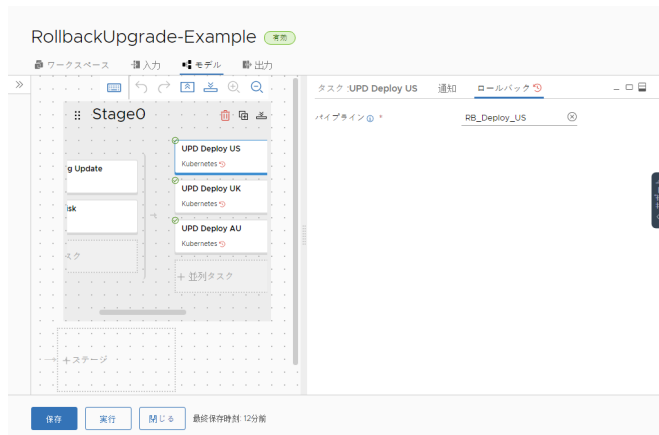 RollbackUpgrade-Example 有効
ワークスペース 入力 モデル 出力
タスク :UPD Deploy US 通知 ロールバック
パイプライン * RB_Deploy_US
Stage0
UPD Deploy US
Kubernetes
g Update
UPD Deploy UK
Kubernetes
isk
UPD Deploy AU
Kubernetes
スク
+ 並列タスク
+ステージ
保存 実行 閉じる 最終保存時刻: 12分前